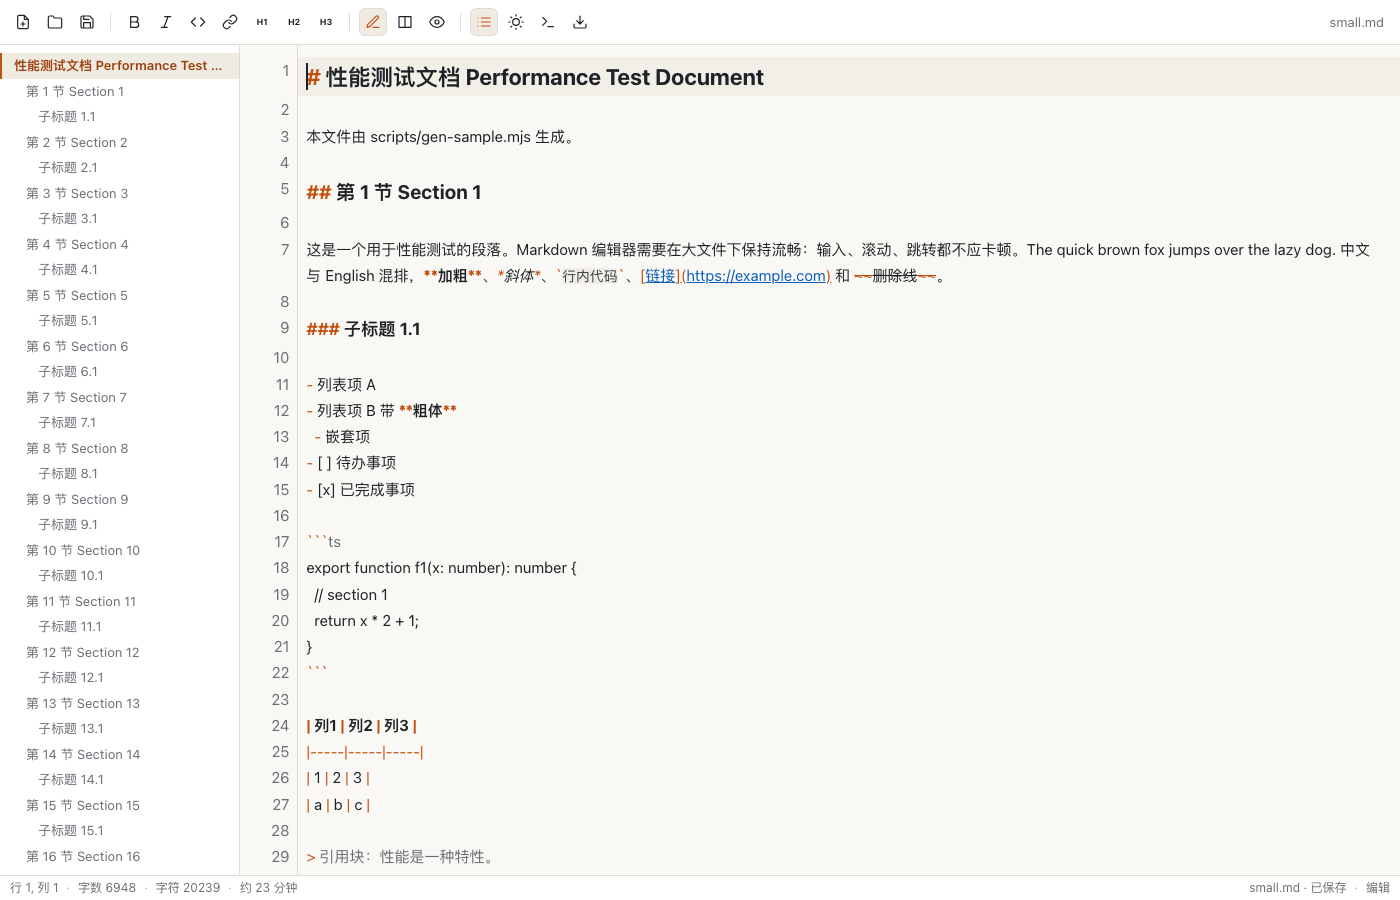 H1 H2 H3 small.md
性能测试文档 Performance Test ...
第 1 节 Section 1
子标题 1.1
第 2 节 Section 2
子标题 2.1
第 3 节 Section 3
子标题 3.1
第 4 节 Section 4
子标题 4.1
第 5 节 Section 5
子标题 5.1
第 6 节 Section 6
子标题 6.1
第 7 节 Section 7
子标题 7.1
第 8 节 Section 8
子标题 8.1
第 9 节 Section 9
子标题 9.1
第 10 节 Section 10
子标题 10.1
第 11 节 Section 11
子标题 11.1
第 12 节 Section 12
子标题 12.1
第 13 节 Section 13
子标题 13.1
第 14 节 Section 14
子标题 14.1
第 15 节 Section 15
子标题 15.1
第 16 节 Section 16
1 # 性能测试文档 Performance Test Document
2
3 本文件由 scripts/gen-sample.mjs 生成。
4
5 ## 第 1 节 Section 1
6
7 这是一个用于性能测试的段落。Markdown 编辑器需要在大文件下保持流畓：输入、滚动、跳转都不应卡顿。The quick brown fox jumps over the lazy dog. 中文
与 English 混排，**加粗**、*斜体*、`行内代码`、[链接](https://example.com) 和 ~~删除线~~。
8
9 ### 子标题 1.1
10
11 - 列表项 A
12 - 列表项 B 带 **粗体**
13   - 嵌套项
14 - [ ] 待办事项
15 - [x] 已完成事项
16
17 ```ts
18 export function f1(x: number): number {
19   // section 1
20   return x * 2 + 1;
21 }
22 ```
23
24 | 列1 | 列2 | 列3 |
25 |-----|-----|-----|
26 | 1 | 2 | 3 |
27 | a | b | c |
28
29 > 引用块：性能是一种特性。
行 1, 列 1 · 字数 6948 · 字符 20239 · 约 23 分钟 small.md · 已保存 · 编辑